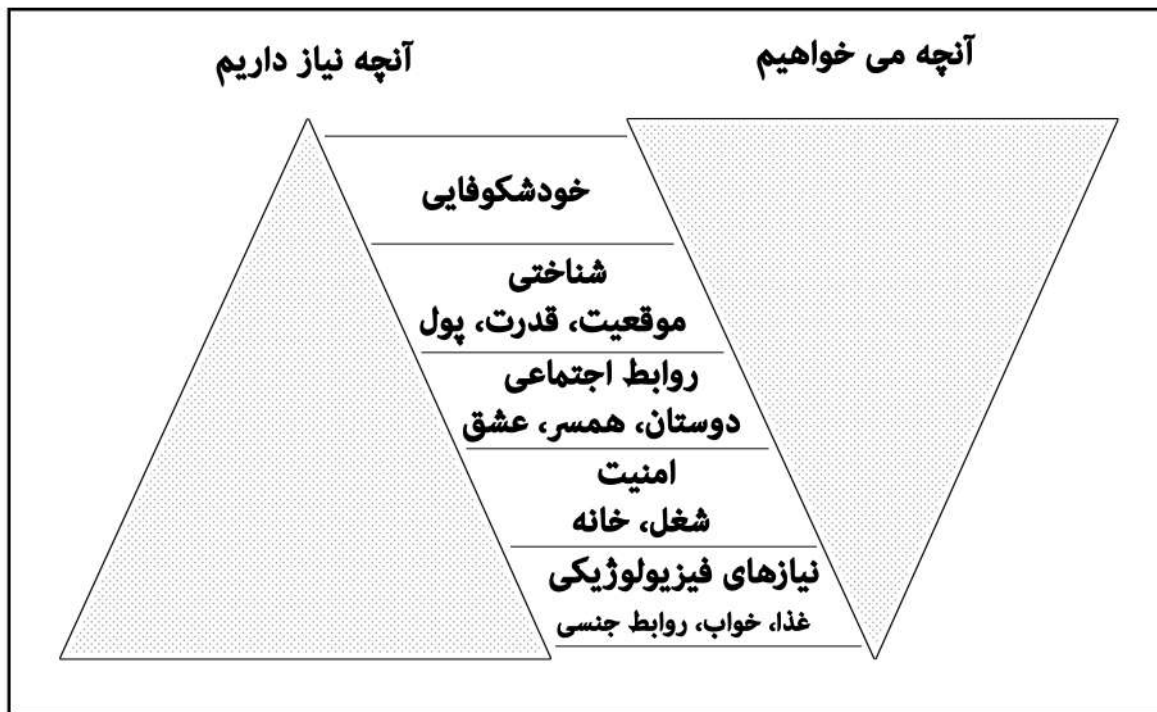 آنچه می خواهیم
آنچه نیاز داریم
خودشکوفایی
شناختی
موقعیت، قدرت، پول
روابط اجتماعی
دوستان، همسر، عشق
امنیت
شغل، خانه
نیازهای فیزیولوژیکی
غذا، خواب، روابط جنسی